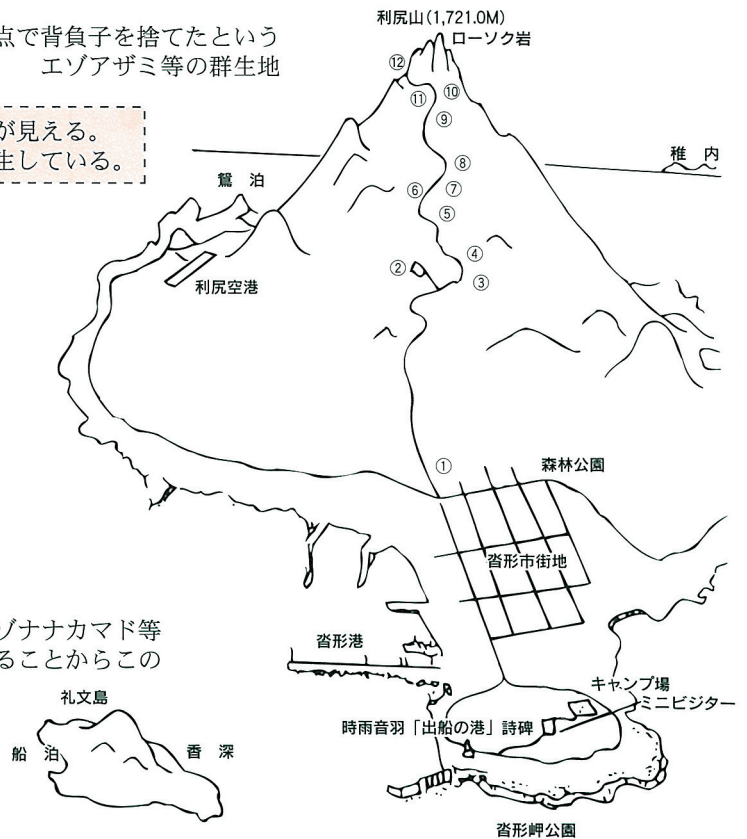 利尻山(1,721.0M)
ローソク岩
点で背負子を捨てたという
エゾアザミ等の群生地
が見える。
生している。
⑫
⑪
⑩
⑨
⑧
⑦
⑥
⑤
④
③
②
①
稚内
鴛泊
利尻空港
森林公園
沓形市街地
ゾナナカマド等
ることからこの
沓形港
礼文島
船泊
香深
キャンプ場
ミニビジター
時雨音羽「出船の港」詩碑
沓形岬公園